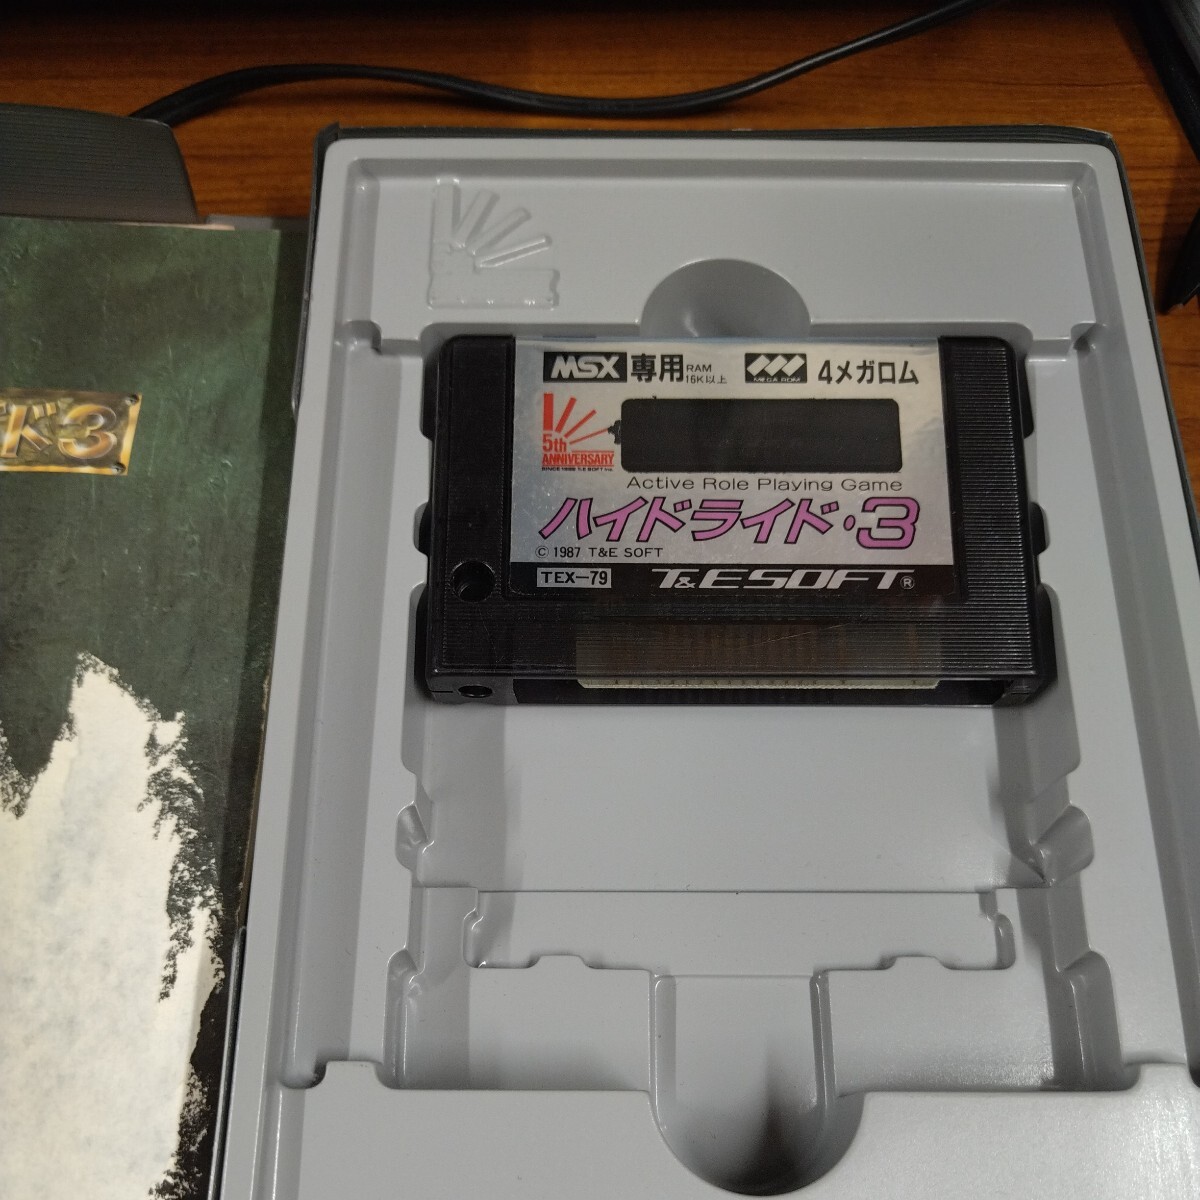 MSX 専用 RAM 16K以上 MEGA ROM 4メガロム
5th
ANNIVERSARY
Active Role Playing Game
ハイドライド・3
© 1987 T&E SOFT
TEX-79 T&E SOFT ®
ド3